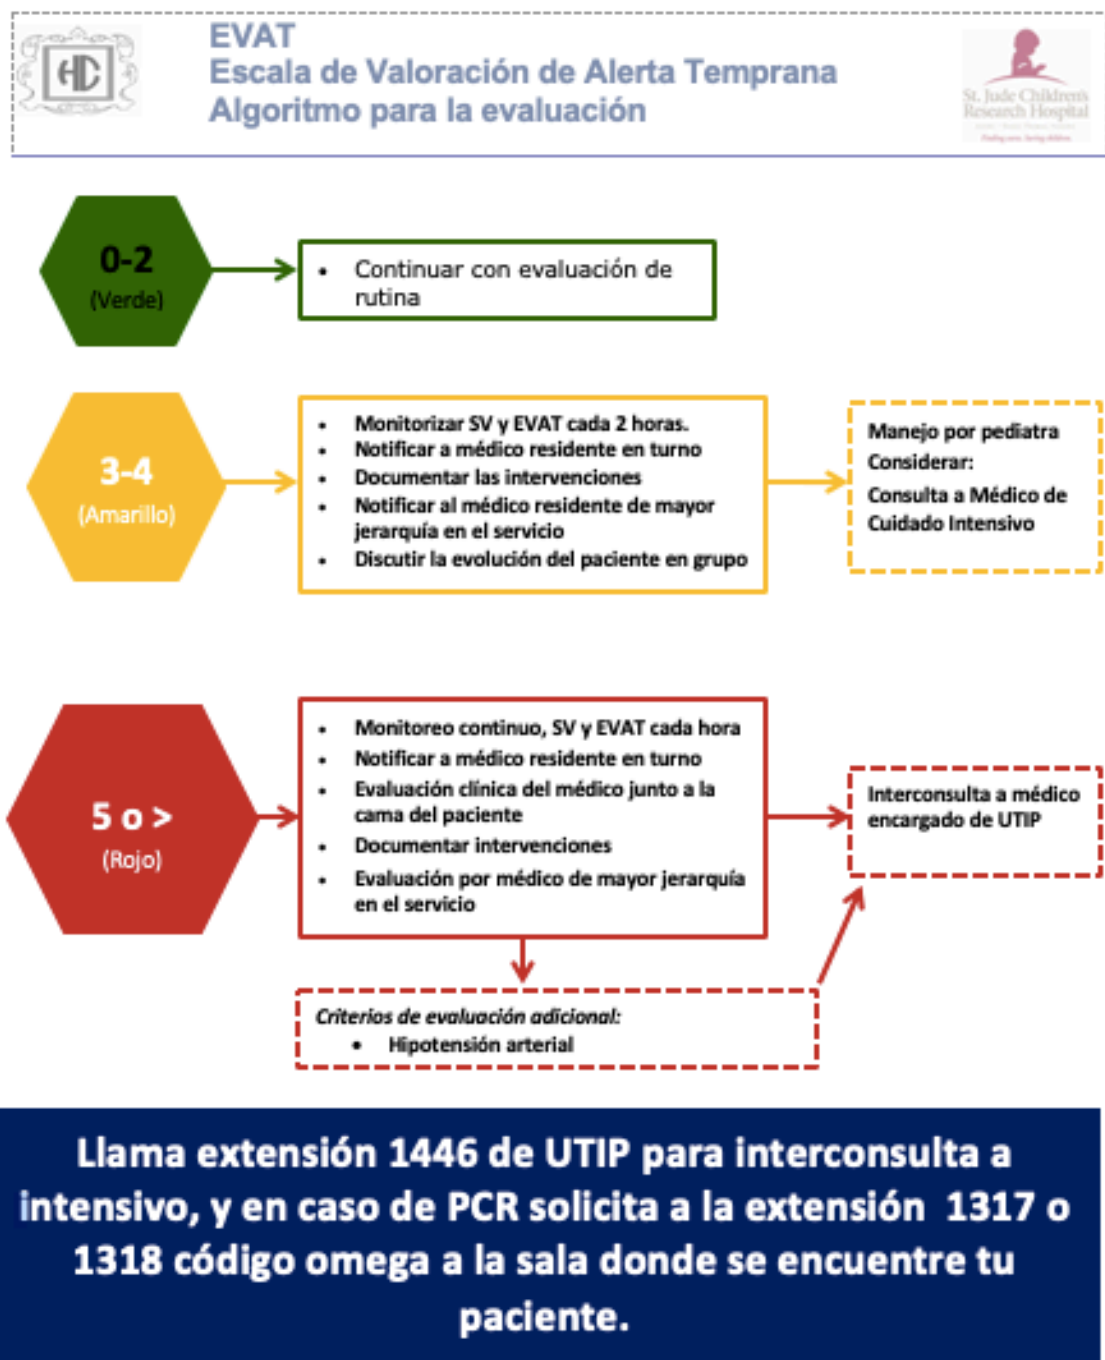 EVAT
Escala de Valoración de Alerta Temprana
Algoritmo para la evaluación
HC
St. Jude Children's
Research Hospital
Finding cures. Saving children.
0-2
(Verde)
• Continuar con evaluación de
rutina
3-4
(Amarillo)
• Monitorizar SV y EVAT cada 2 horas.
• Notificar a médico residente en turno
• Documentar las intervenciones
• Notificar al médico residente de mayor
jerarquía en el servicio
• Discutir la evolución del paciente en grupo
Manejo por pediatra
Considerar:
Consulta a Médico de
Cuidado Intensivo
5 o >
(Rojo)
• Monitoreo continuo, SV y EVAT cada hora
• Notificar a médico residente en turno
• Evaluación clínica del médico junto a la
cama del paciente
• Documentar intervenciones
• Evaluación por médico de mayor jerarquía
en el servicio
Interconsulta a médico
encargado de UTIP
Criterios de evaluación adicional:
• Hipotensión arterial
Llama extensión 1446 de UTIP para interconsulta a
intensivo, y en caso de PCR solicita a la extensión 1317 o
1318 código omega a la sala donde se encuentre tu
paciente.